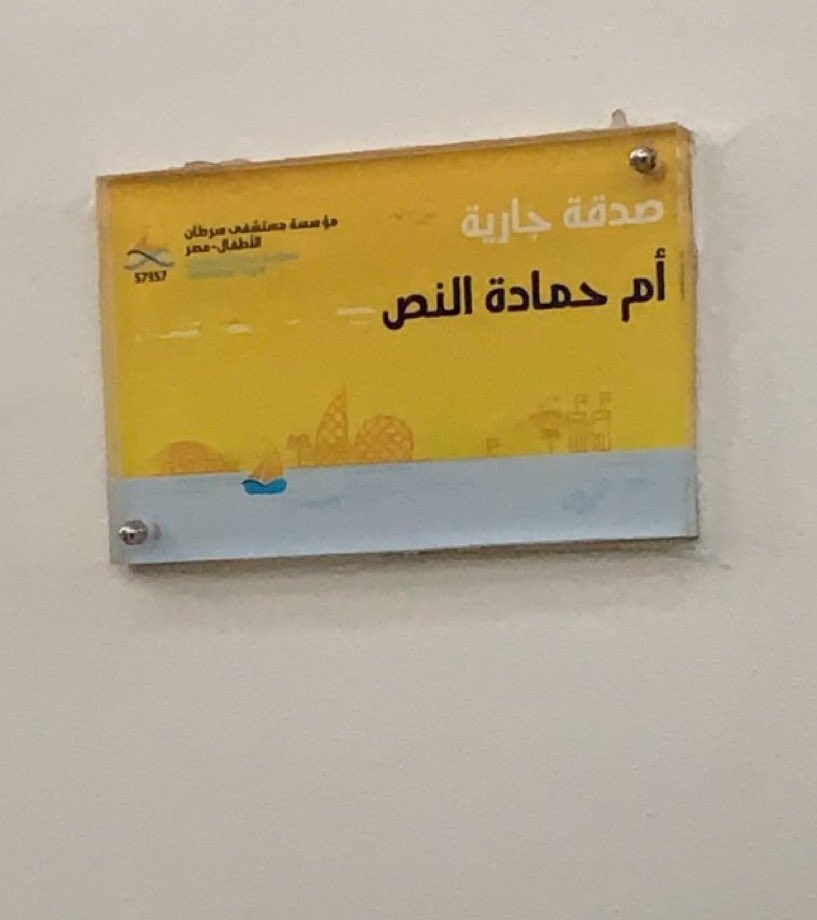 صدقة جارية
أم حمادة النص
مؤسسة مستشفى سرطان
الأطفال-مصر
57357